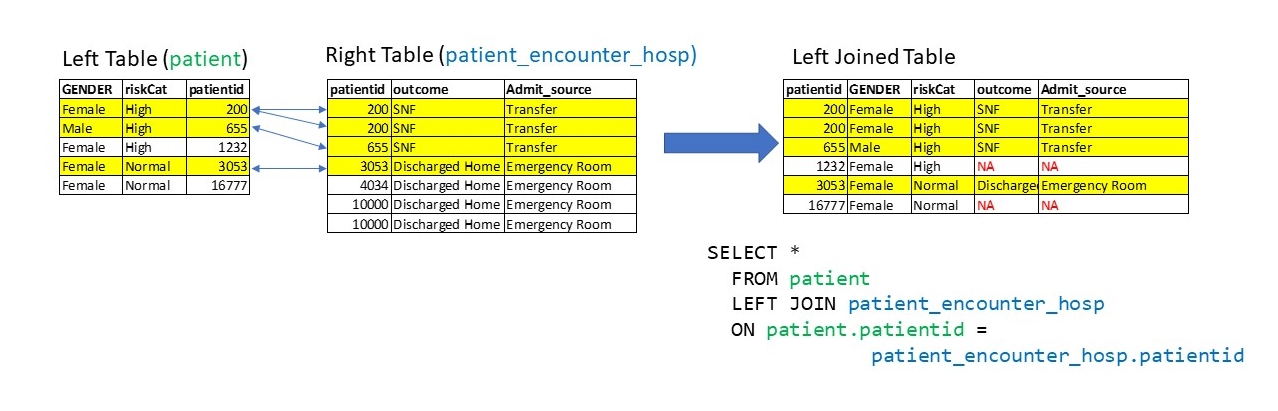 Left Table (patient)
GENDER riskCat patientid
Female High 200
Male High 655
Female High 1232
Female Normal 3053
Female Normal 16777
Right Table (patient_encounter_hosp)
patientid outcome Admit_source
200 SNF Transfer
200 SNF Transfer
655 SNF Transfer
3053 Discharged Home Emergency Room
4034 Discharged Home Emergency Room
10000 Discharged Home Emergency Room
10000 Discharged Home Emergency Room
Left Joined Table
patientid GENDER riskCat outcome Admit_source
200 Female High SNF Transfer
200 Female High SNF Transfer
655 Male High SNF Transfer
1232 Female High NA NA
3053 Female Normal Discharged Emergency Room
16777 Female Normal NA NA
SELECT *
FROM patient
LEFT JOIN patient_encounter_hosp
ON patient.patientid =
patient_encounter_hosp.patientid